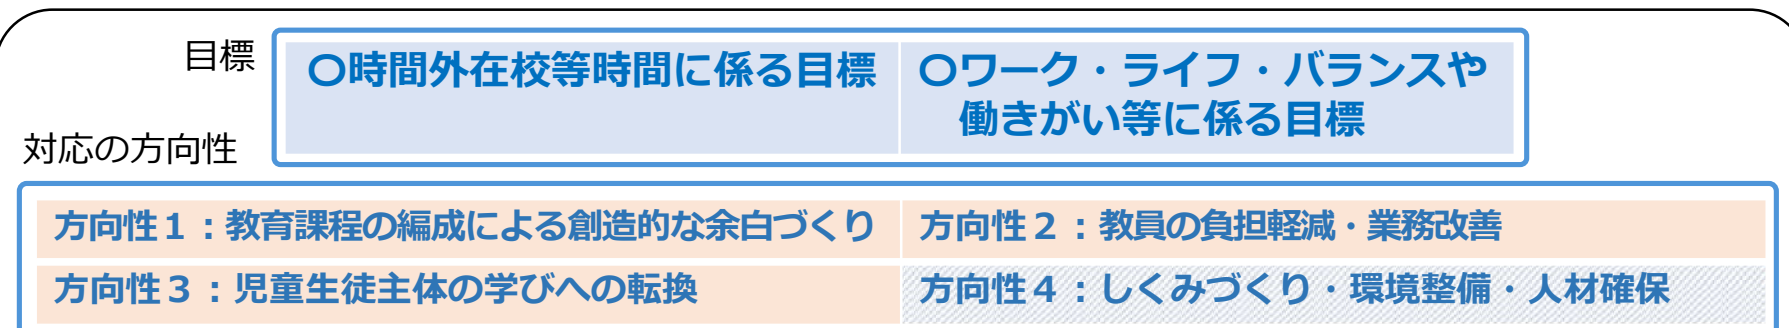 目標
〇時間外在校等時間に係る目標
〇ワーク・ライフ・バランスや
働きがい等に係る目標
対応の方向性
方向性１：教育課程の編成による創造的な余白づくり
方向性２：教員の負担軽減・業務改善
方向性３：児童生徒主体の学びへの転換
方向性４：しくみづくり・環境整備・人材確保